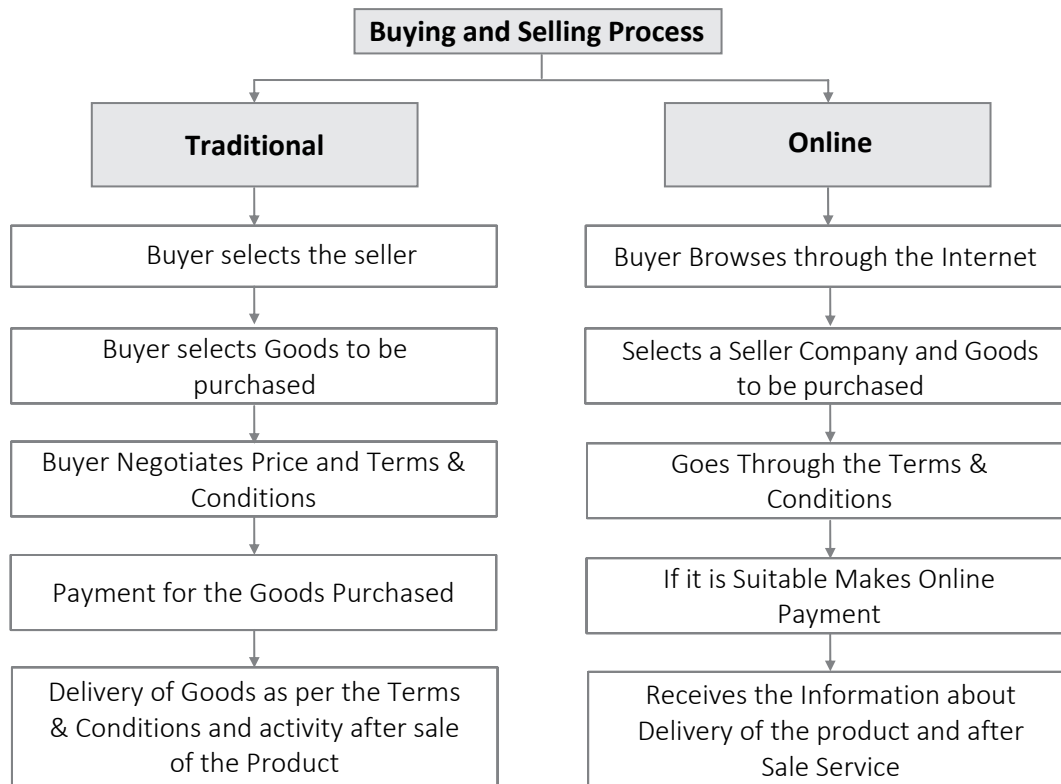 Buying and Selling Process
Traditional
Buyer selects the seller
Buyer selects Goods to be
purchased
Buyer Negotiates Price and Terms &
Conditions
Payment for the Goods Purchased
Delivery of Goods as per the Terms
& Conditions and activity after sale
of the Product
Online
Buyer Browses through the Internet
Selects a Seller Company and Goods
to be purchased
Goes Through the Terms &
Conditions
If it is Suitable Makes Online
Payment
Receives the Information about
Delivery of the product and after
Sale Service